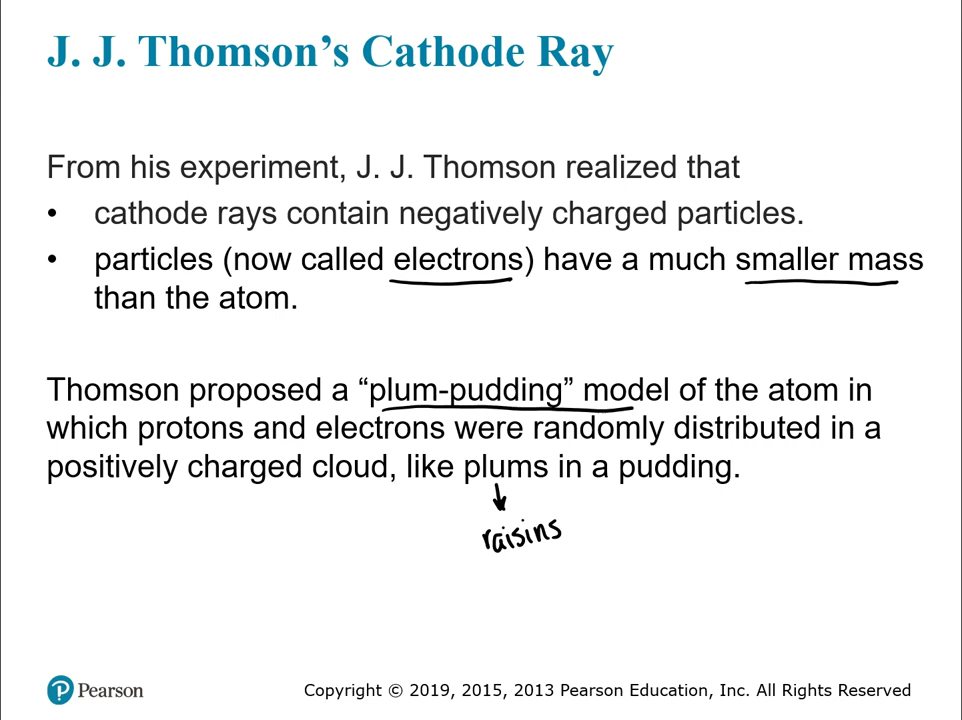 J. J. Thomson’s Cathode Ray
From his experiment, J. J. Thomson realized that
• cathode rays contain negatively charged particles.
• particles (now called electrons) have a much smaller mass
than the atom.
Thomson proposed a “plum-pudding” model of the atom in
which protons and electrons were randomly distributed in a
positively charged cloud, like plums in a pudding.
raisins
Pearson
Copyright © 2019, 2015, 2013 Pearson Education, Inc. All Rights Reserved